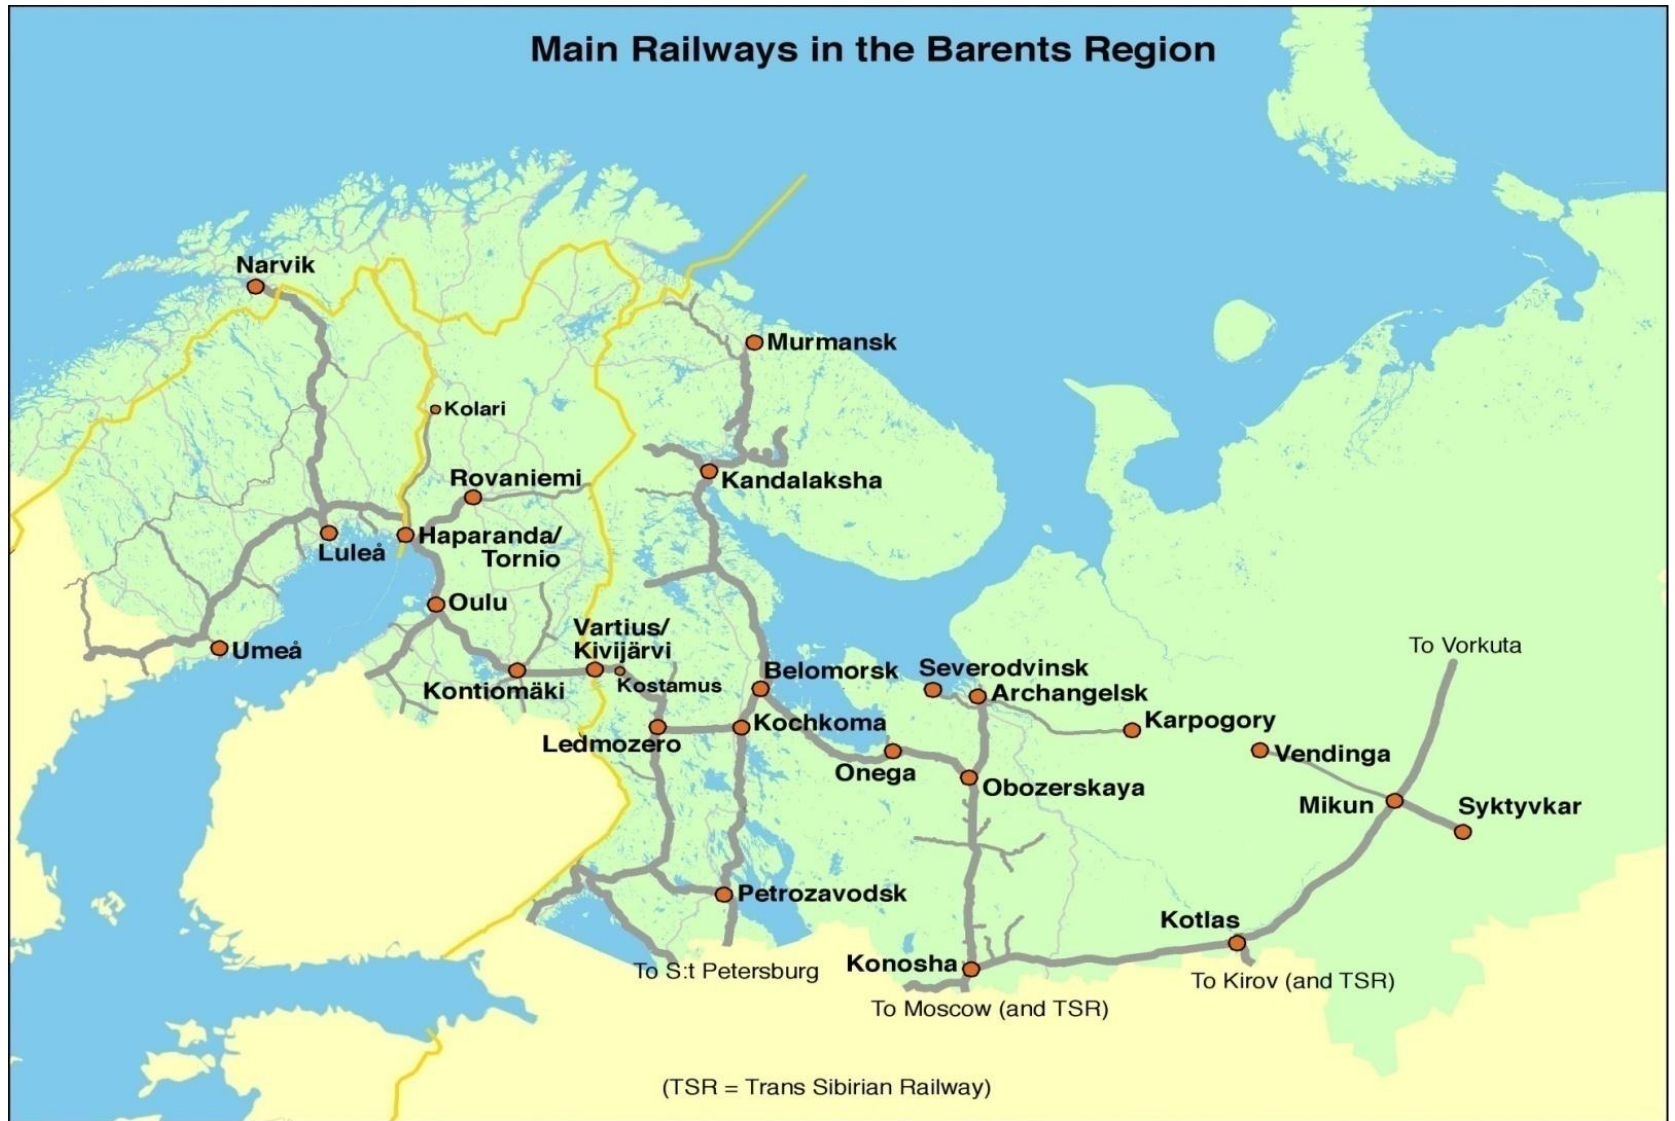 Main Railways in the Barents Region
Narvik
Murmansk
Kolari
Rovaniemi
Kandalaksha
Haparanda/
Tornio
Luleå
Oulu
Vartius/
Kivijärvi
Umeå
To Vorkuta
Belomorsk
Severodvinsk
Kostamus
Kontiomäki
Archangelsk
Karpogory
Kochkoma
Ledmozero
Vendinga
Onega
Obozerskaya
Mikun
Syktyvkar
Petrozavodsk
Kotlas
Konosha
To S:t Petersburg
To Kirov (and TSR)
To Moscow (and TSR)
(TSR = Trans Sibirian Railway)